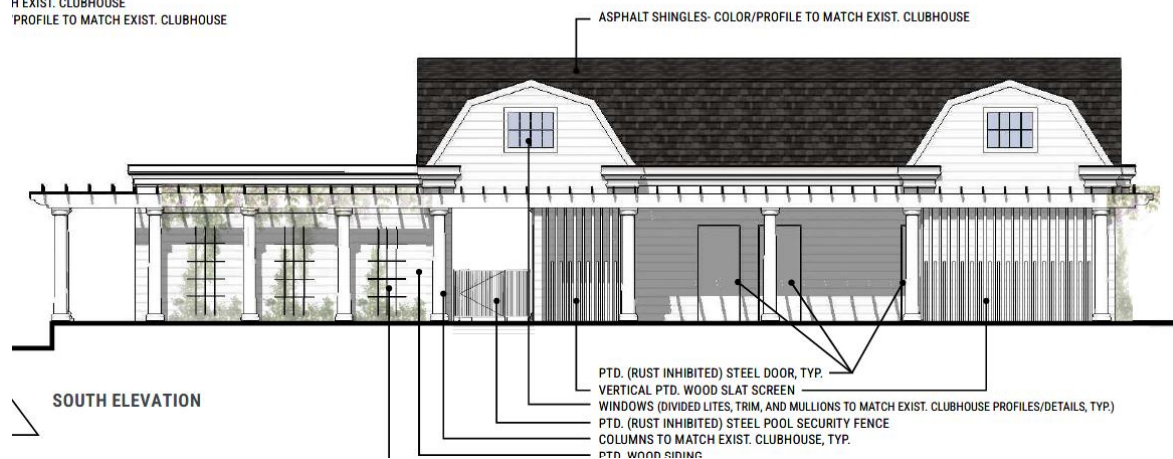 H EXIST. CLUBHOUSE
/PROFILE TO MATCH EXIST. CLUBHOUSE
ASPHALT SHINGLES- COLOR/PROFILE TO MATCH EXIST. CLUBHOUSE
SOUTH ELEVATION
PTD. (RUST INHIBITED) STEEL DOOR, TYP.
VERTICAL PTD. WOOD SLAT SCREEN
WINDOWS (DIVIDED LITES, TRIM, AND MULLIONS TO MATCH EXIST. CLUBHOUSE PROFILES/DETAILS, TYP.)
PTD. (RUST INHIBITED) STEEL POOL SECURITY FENCE
COLUMNS TO MATCH EXIST. CLUBHOUSE, TYP.
PTD. WOOD SIDING